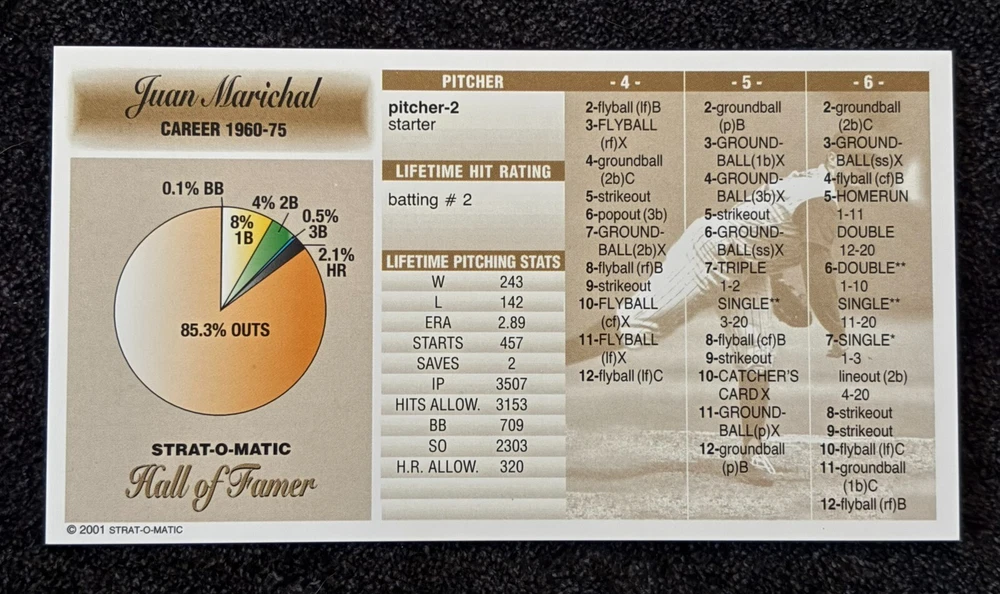 Juan Marichal
CAREER 1960-75
0.1% BB
4% 2B
8%
1B
0.5%
3B
2.1%
HR
85.3% OUTS
STRAT-O-MATIC
Hall of Famer
© 2001 STRAT-O-MATIC
PITCHER
pitcher-2
starter
LIFETIME HIT RATING
batting # 2
LIFETIME PITCHING STATS
W 243
L 142
ERA 2.89
STARTS 457
SAVES 2
IP 3507
HITS ALLOW. 3153
BB 709
SO 2303
H.R. ALLOW. 320
- 4 -
2-flyball (lf)B
3-FLYBALL
(rf)X
4-groundball
(2b)C
5-strikeout
6-popout (3b)
7-GROUND-
BALL(2b)X
8-flyball (rf)B
9-strikeout
10-FLYBALL
(cf)X
11-FLYBALL
(lf)X
12-flyball (lf)C
- 5 -
2-groundball
(p)B
3-GROUND-
BALL(1b)X
4-GROUND-
BALL(3b)X
5-strikeout
6-GROUND-
BALL(ss)X
7-TRIPLE
1-2
SINGLE**
3-20
8-flyball (cf)B
9-strikeout
10-CATCHER'S
CARD X
11-GROUND-
BALL(p)X
12-groundball
(p)B
- 6 -
2-groundball
(2b)C
3-GROUND-
BALL(ss)X
4-flyball (cf)B
5-HOMERUN
1-11
DOUBLE
12-20
6-DOUBLE**
1-10
SINGLE**
11-20
7-SINGLE*
1-3
lineout (2b)
4-20
8-strikeout
9-strikeout
10-flyball (lf)C
11-groundball
(1b)C
12-flyball (rf)B